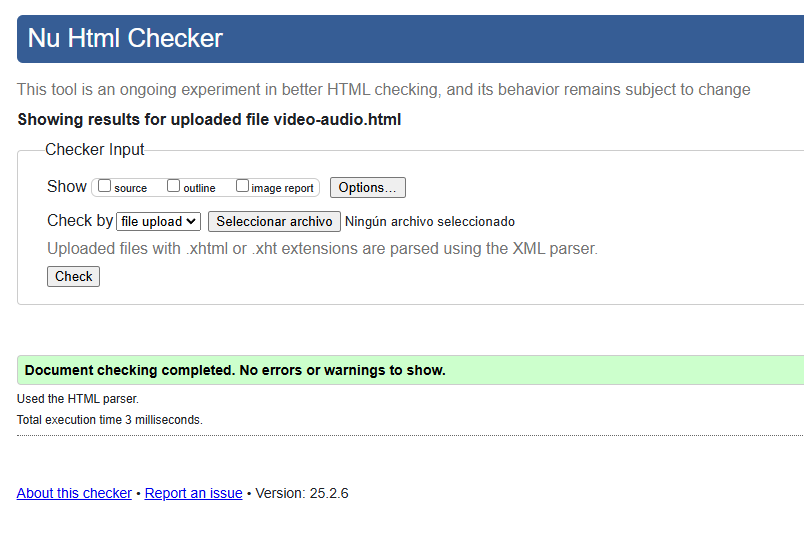 Nu Html Checker
This tool is an ongoing experiment in better HTML checking, and its behavior remains subject to change
Showing results for uploaded file video-audio.html
Checker Input
Show source outline image report Options...
Check by file upload Seleccionar archivo Ningún archivo seleccionado
Uploaded files with .xhtml or .xht extensions are parsed using the XML parser.
Check
Document checking completed. No errors or warnings to show.
Used the HTML parser.
Total execution time 3 milliseconds.
About this checker • Report an issue • Version: 25.2.6